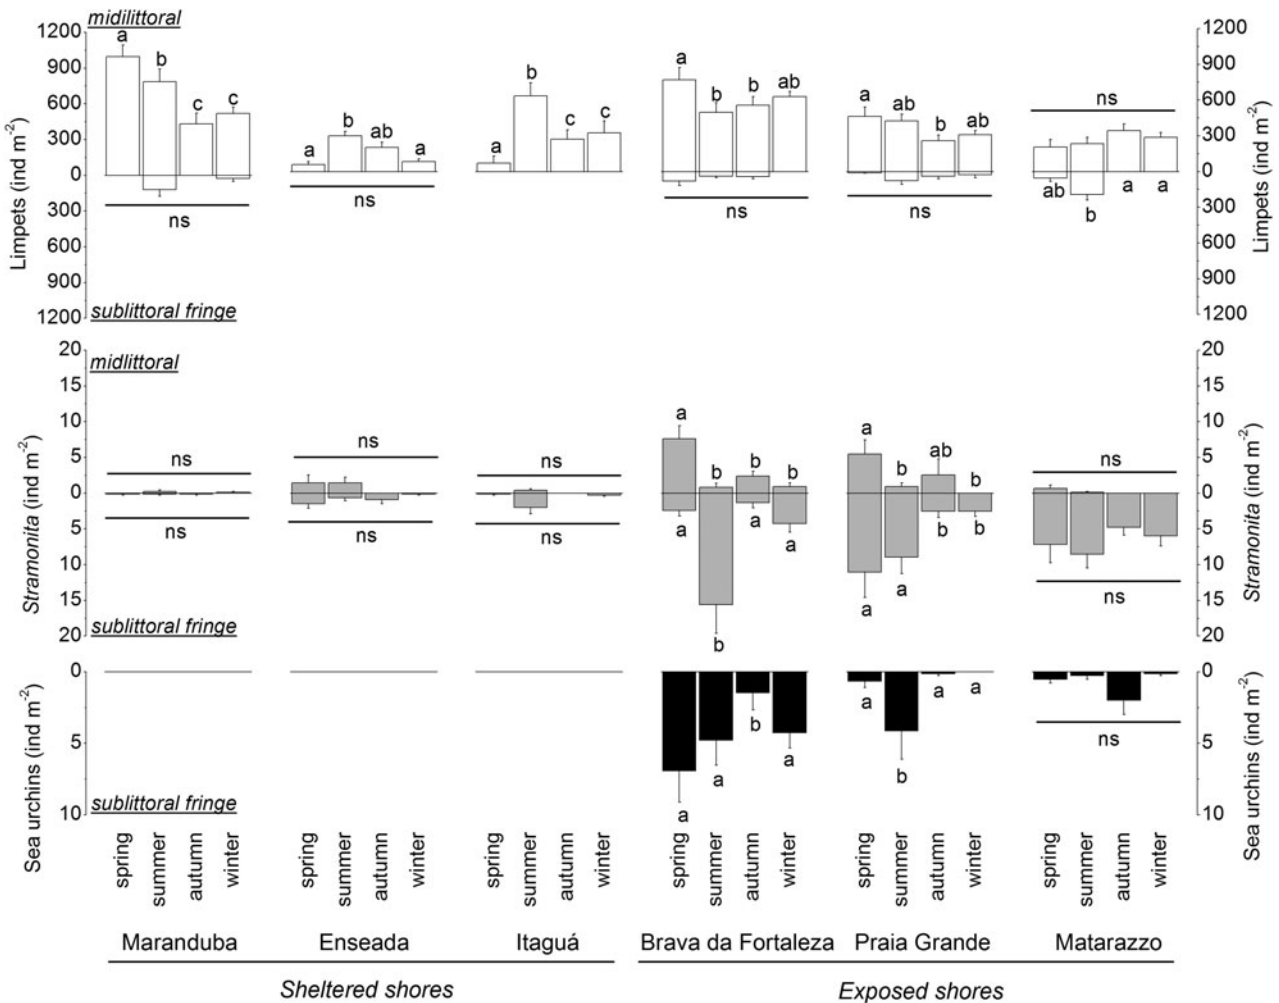 midilittoral
1200
900
600
300
0
300
600
900
1200
Limpets (ind m-2)
a b c c
ns
a b ab a
ns
a b c c
a b b ab
ns
a ab b ab
ns
ns
ab b a a
1200
900
600
300
0
300
600
900
1200
Limpets (ind m-2)
sublittoral fringe
midlittoral
20
15
10
5
0
5
10
15
20
Stramonita (ind m-2)
ns
ns
ns
ns
ns
ns
a b b b
a b a a
a b ab b
a a b b
ns
ns
20
15
10
5
0
5
10
15
20
Stramonita (ind m-2)
sublittoral fringe
0
5
10
Sea urchins (ind m-2)
a a b a
a b a a
ns
0
5
10
Sea urchins (ind m-2)
sublittoral fringe
spring summer autumn winter
spring summer autumn winter
spring summer autumn winter
spring summer autumn winter
spring summer autumn winter
spring summer autumn winter
Maranduba Enseada Itaguá Brava da Fortaleza Praia Grande Matarazzo
Sheltered shores Exposed shores